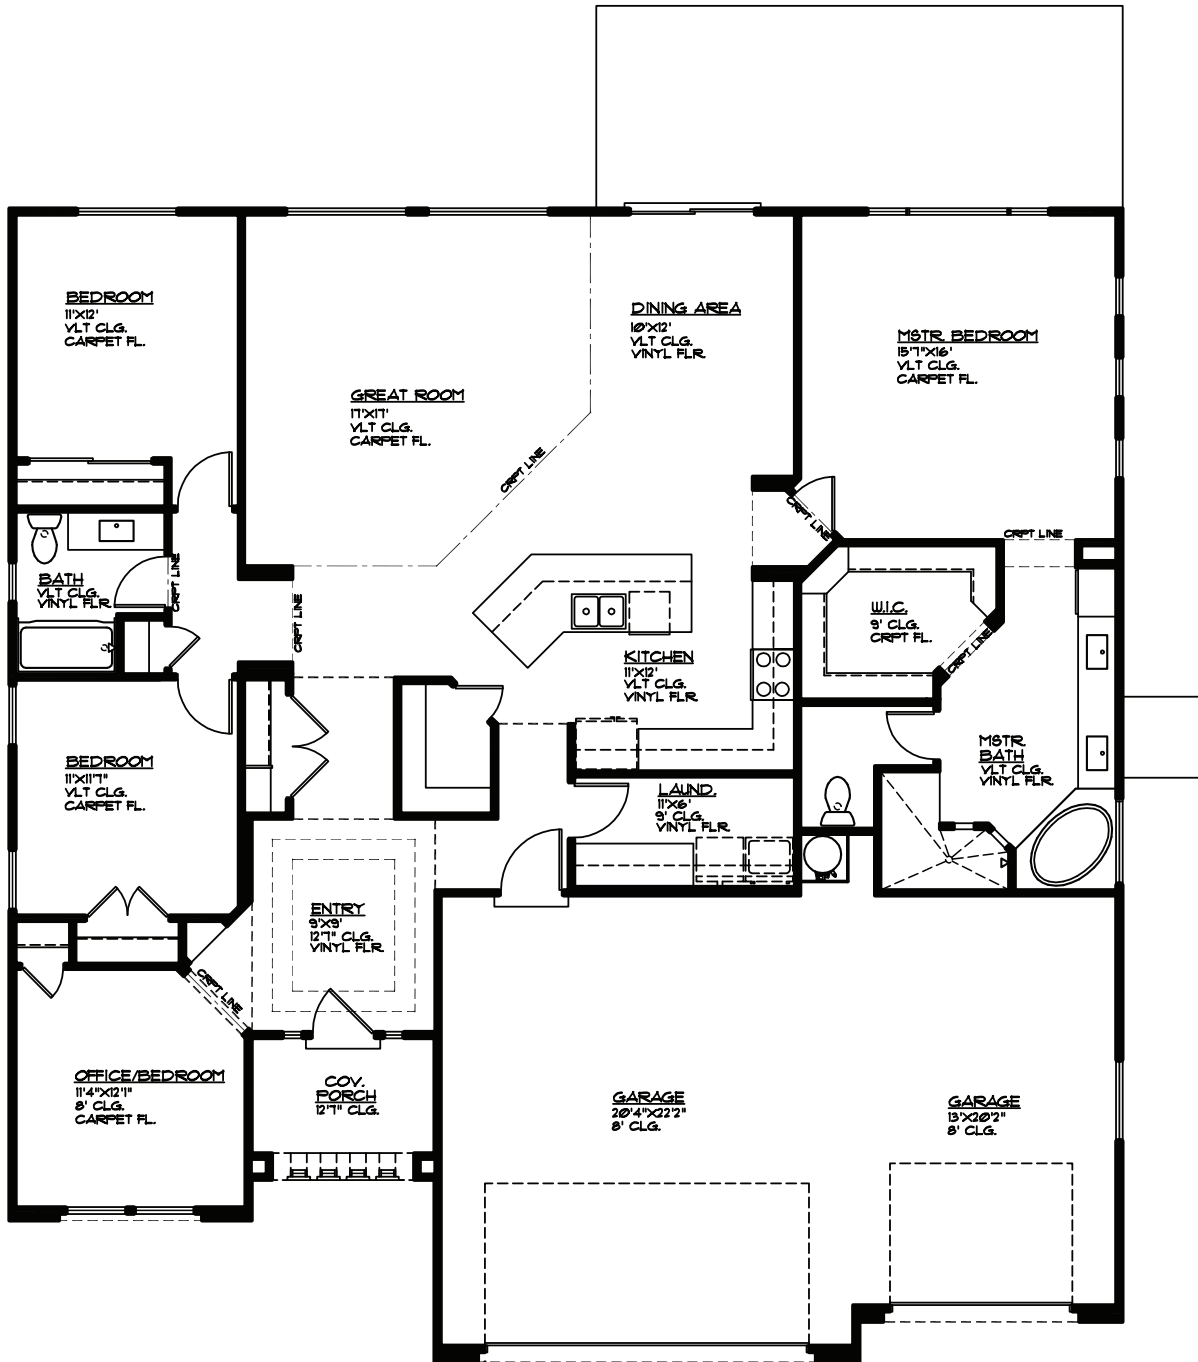 BEDROOM
11'X12'
VLT CLG.
CARPET FL.
DINING AREA
10'X12'
VLT CLG.
VINYL FLR.
MSTR. BEDROOM
15'7"X16'
VLT CLG.
CARPET FL.
GREAT ROOM
17'X17'
VLT CLG.
CARPET FL.
CRPT LINE
CRPT LINE
CRPT LINE
BATH
VLT CLG.
VINYL FLR.
CRPT LINE
CRPT LINE
W.I.C.
9' CLG.
CRPT FL.
CRPT LINE
KITCHEN
11'X12'
VLT CLG.
VINYL FLR.
MSTR.
BATH
VLT CLG.
VINYL FLR.
BEDROOM
11'X11'7"
VLT CLG.
CARPET FL.
LAUND.
11'X6'
9' CLG.
VINYL FLR.
ENTRY
9'X9'
12'7" CLG.
VINYL FLR.
CRPT LINE
OFFICE/BEDROOM
11'4"X12'1"
8' CLG.
CARPET FL.
COV.
PORCH
12'7" CLG.
GARAGE
20'4"X22'2"
8' CLG.
GARAGE
13'X20'2"
8' CLG.